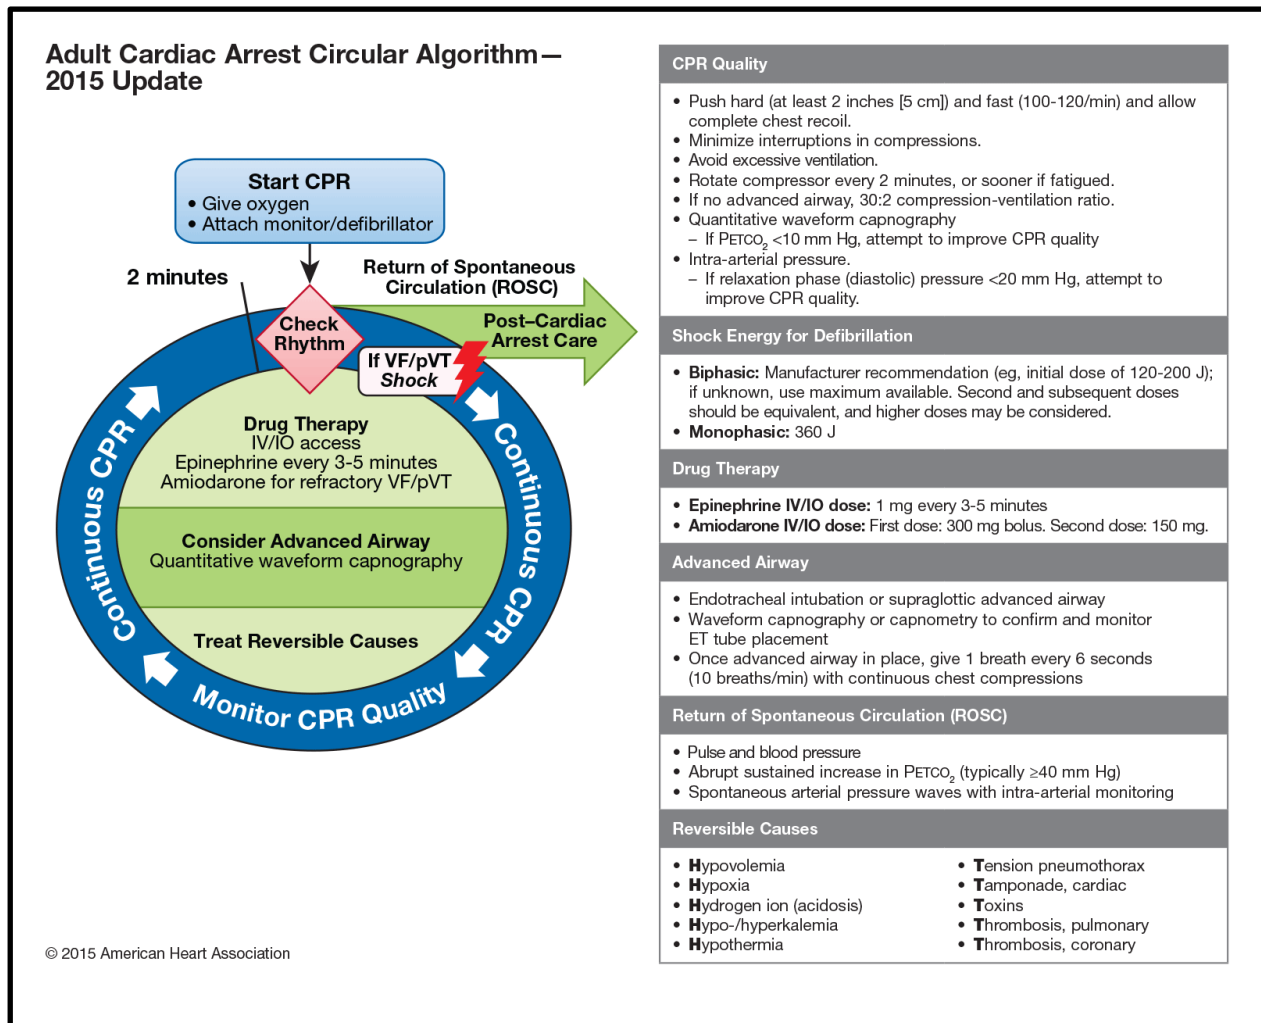 Adult Cardiac Arrest Circular Algorithm—
2015 Update
Start CPR
• Give oxygen
• Attach monitor/defibrillator
2 minutes
Return of Spontaneous
Circulation (ROSC)
Check
Rhythm
Post–Cardiac
Arrest Care
If VF/pVT
Shock
Drug Therapy
IV/IO access
Epinephrine every 3-5 minutes
Amiodarone for refractory VF/pVT
Consider Advanced Airway
Quantitative waveform capnography
Treat Reversible Causes
Continuous CPR
Continuous CPR
Monitor CPR Quality
© 2015 American Heart Association
CPR Quality
• Push hard (at least 2 inches [5 cm]) and fast (100-120/min) and allow
complete chest recoil.
• Minimize interruptions in compressions.
• Avoid excessive ventilation.
• Rotate compressor every 2 minutes, or sooner if fatigued.
• If no advanced airway, 30:2 compression-ventilation ratio.
• Quantitative waveform capnography
– If PETCO₂ <10 mm Hg, attempt to improve CPR quality
• Intra-arterial pressure.
– If relaxation phase (diastolic) pressure <20 mm Hg, attempt to
improve CPR quality.
Shock Energy for Defibrillation
• Biphasic: Manufacturer recommendation (eg, initial dose of 120-200 J);
if unknown, use maximum available. Second and subsequent doses
should be equivalent, and higher doses may be considered.
• Monophasic: 360 J
Drug Therapy
• Epinephrine IV/IO dose: 1 mg every 3-5 minutes
• Amiodarone IV/IO dose: First dose: 300 mg bolus. Second dose: 150 mg.
Advanced Airway
• Endotracheal intubation or supraglottic advanced airway
• Waveform capnography or capnometry to confirm and monitor
ET tube placement
• Once advanced airway in place, give 1 breath every 6 seconds
(10 breaths/min) with continuous chest compressions
Return of Spontaneous Circulation (ROSC)
• Pulse and blood pressure
• Abrupt sustained increase in PETCO₂ (typically ≥40 mm Hg)
• Spontaneous arterial pressure waves with intra-arterial monitoring
Reversible Causes
• Hypovolemia
• Hypoxia
• Hydrogen ion (acidosis)
• Hypo-/hyperkalemia
• Hypothermia
• Tension pneumothorax
• Tamponade, cardiac
• Toxins
• Thrombosis, pulmonary
• Thrombosis, coronary